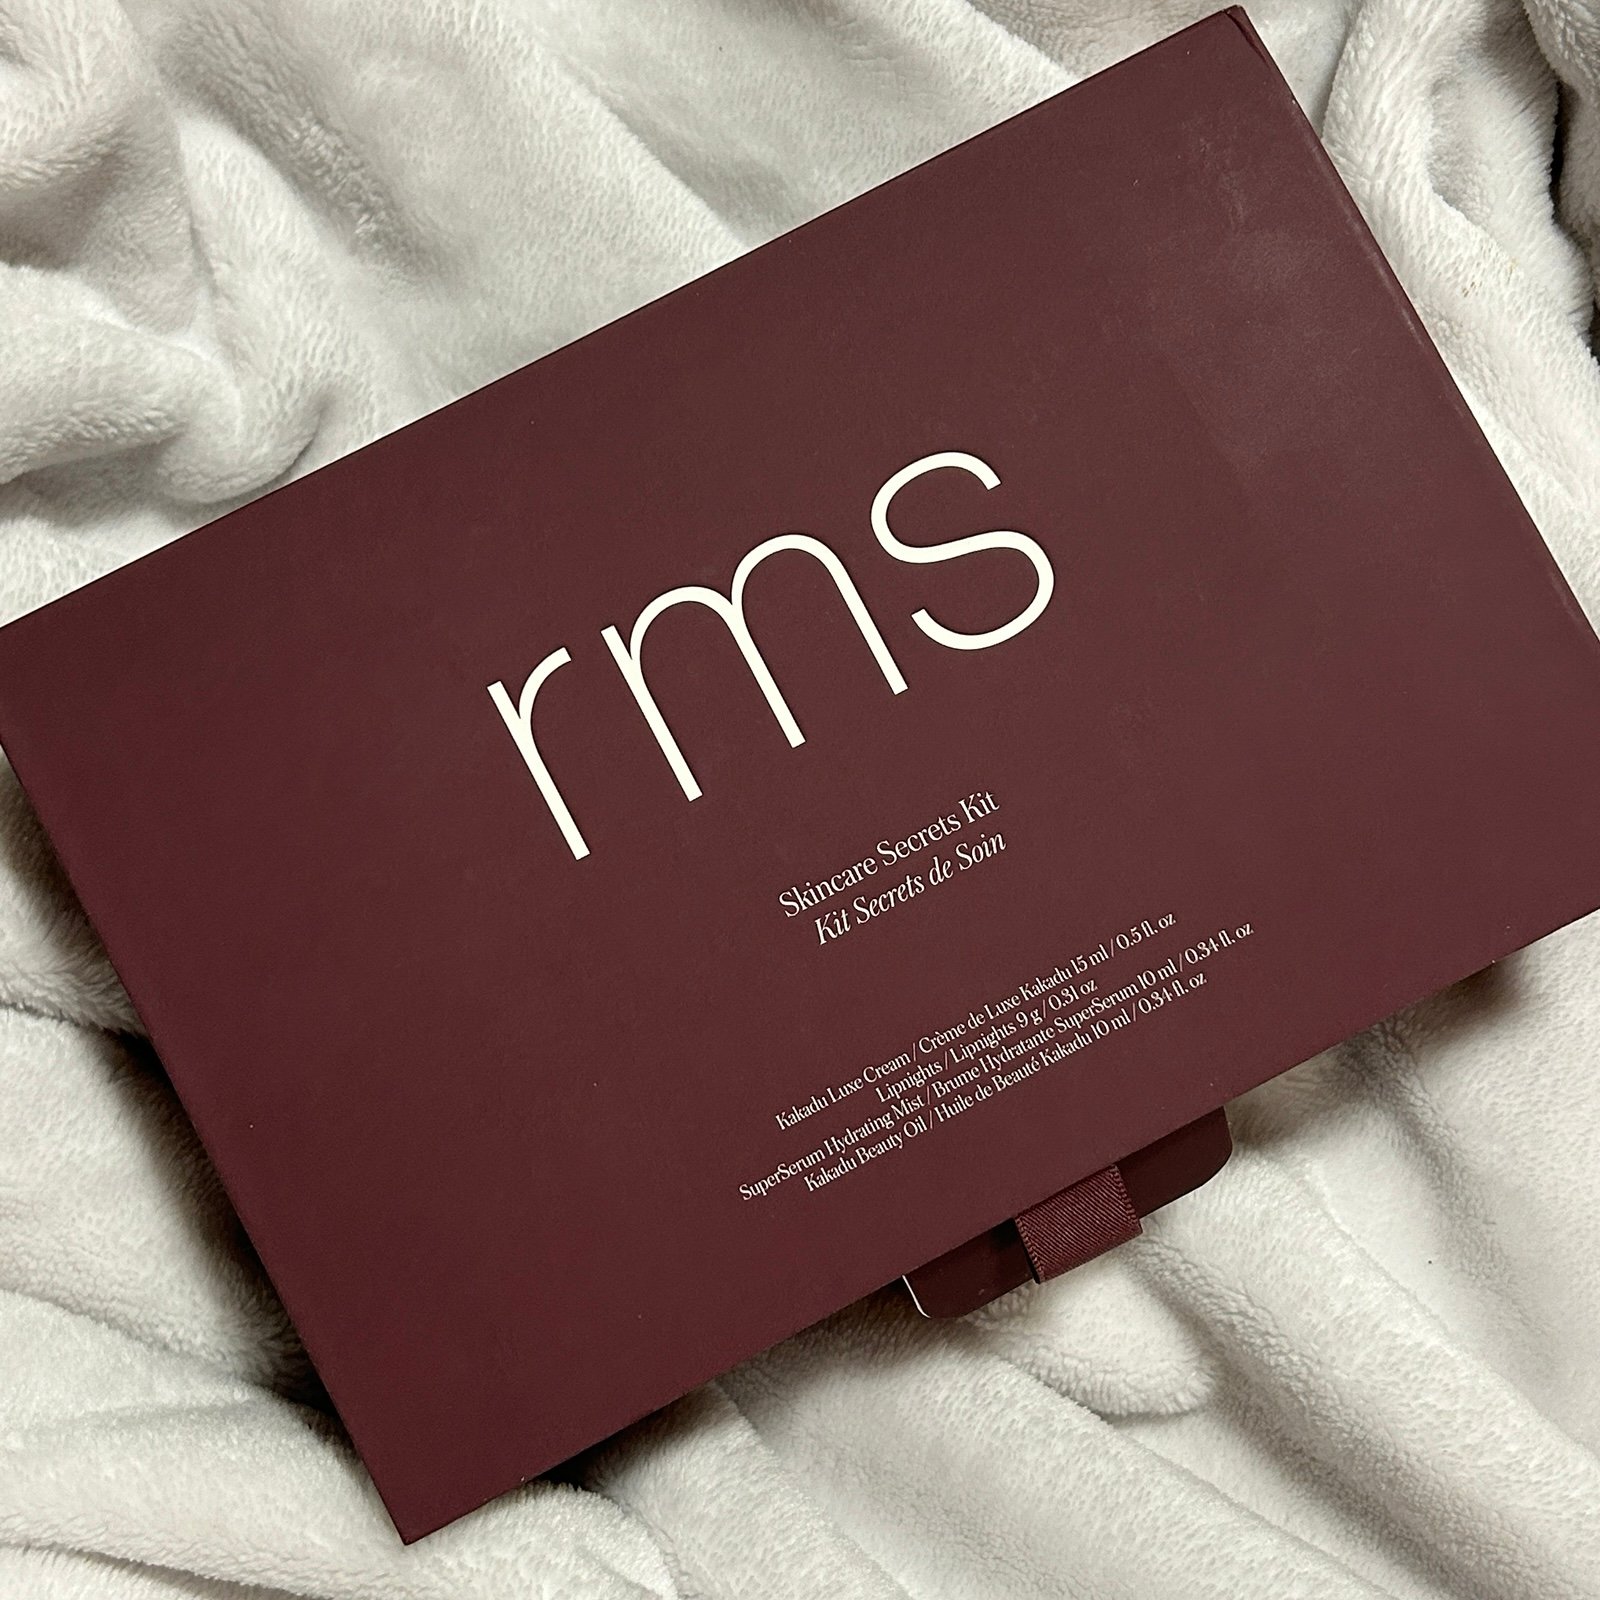 rms
Skincare Secrets Kit
Kit Secrets de Soin
Kakadu Luxe Cream / Crème de Luxe Kakadu 15 ml / 0.5 fl. oz
Lipnights / Lipnights 9 g / 0.31 oz
SuperSerum Hydrating Mist / Brume Hydratante SuperSerum 10 ml / 0.34 fl. oz
Kakadu Beauty Oil / Huile de Beauté Kakadu 10 ml / 0.34 fl. oz